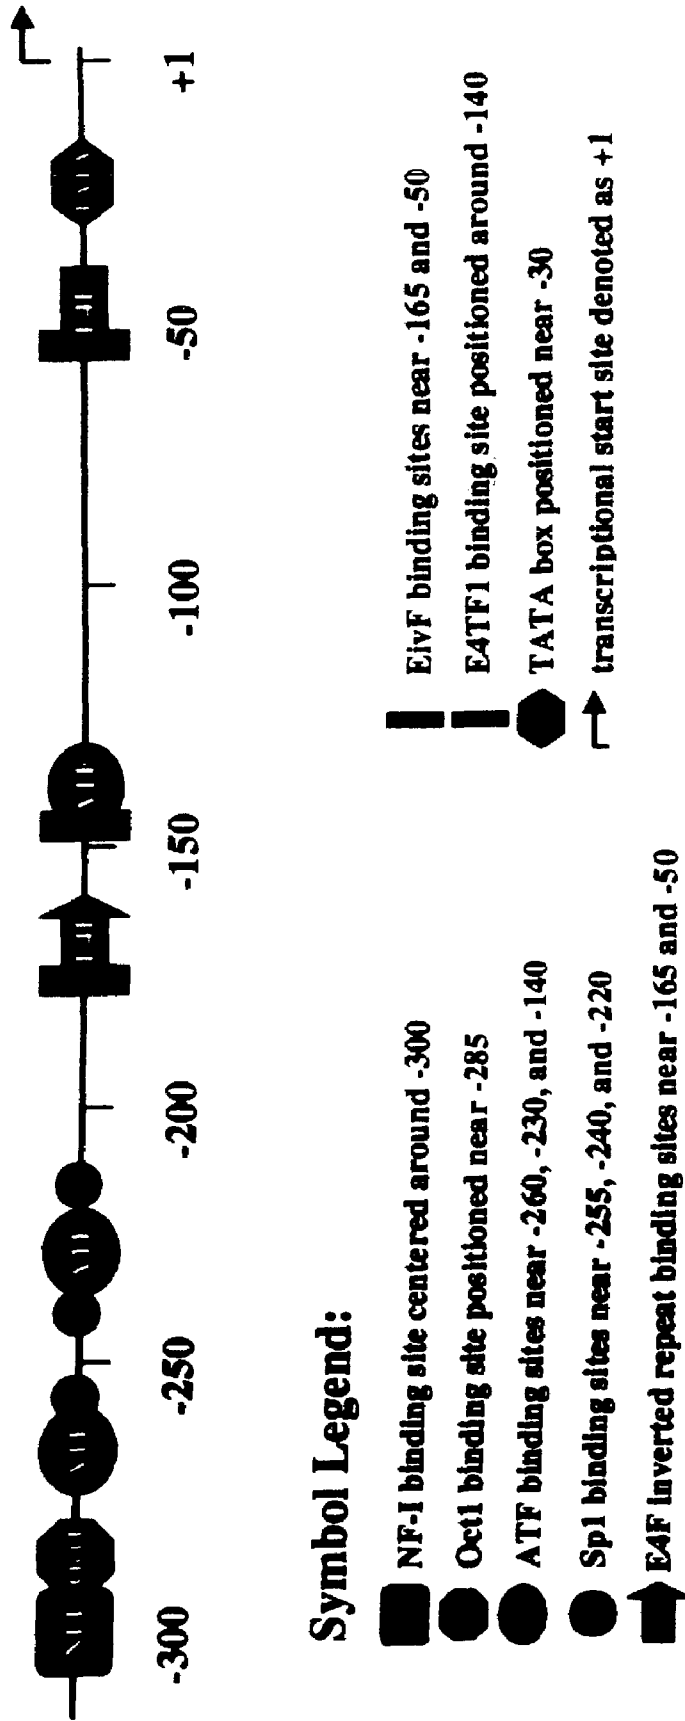 -300
-250
-200
-150
-100
-50
+1
Symbol Legend:
NF-I binding site centered around -300
Oct1 binding site positioned near -285
ATF binding sites near -260, -230, and -140
Sp1 binding sites near -255, -240, and -220
E4F inverted repeat binding sites near -165 and -50
EivF binding sites near -165 and -50
E4TF1 binding site positioned around -140
TATA box positioned near -30
transcriptional start site denoted as +1